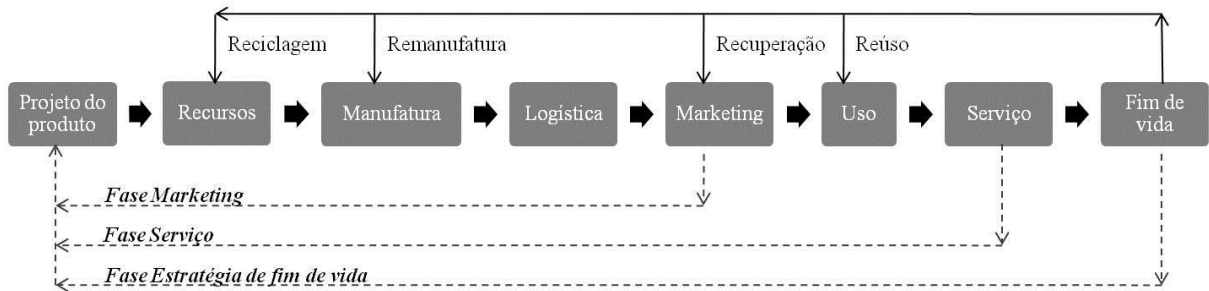 Reciclagem
Remanufatura
Recuperação
Reúso
Projeto do
produto
Recursos
Manufatura
Logística
Marketing
Uso
Serviço
Fim de
vida
Fase Marketing
Fase Serviço
Fase Estratégia de fim de vida